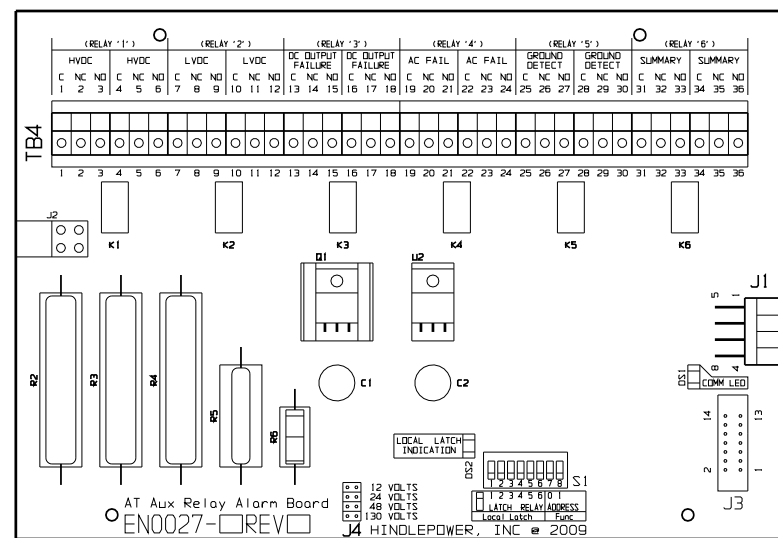 (RELAY '1') (RELAY '2') (RELAY '3') (RELAY '4') (RELAY '5') (RELAY '6')
HVDC HVDC LVDC LVDC DC OUTPUT FAILURE DC OUTPUT FAILURE AC FAIL AC FAIL GROUND DETECT GROUND DETECT SUMMARY SUMMARY
C NC NO C NC NO C NC NO C NC NO C NC NO C NC NO C NC NO C NC NO C NC NO C NC NO C NC NO C NC NO
1 2 3 4 5 6 7 8 9 10 11 12 13 14 15 16 17 18 19 20 21 22 23 24 25 26 27 28 29 30 31 32 33 34 35 36
TB4
1 2 3 4 5 6 7 8 9 10 11 12 13 14 15 16 17 18 19 20 21 22 23 24 25 26 27 28 29 30 31 32 33 34 35 36
J2
K1 K2 K3 K4 K5 K6
Q1 U2
J1
5 1
8 4
R2 R3 R4 R5 R6
C1 C2
DS1
COMM LED
14 13
2 1
J3
LOCAL LATCH
INDICATION
DS2
S1
1 2 3 4 5 6 7 8
1 2 3 4 5 6 0 1
LATCH RELAY ADDRESS
Local Latch Func
12 VOLTS
24 VOLTS
48 VOLTS
130 VOLTS
J4
AT Aux Relay Alarm Board
EN0027- REV
HINDLEPOWER, INC @ 2009